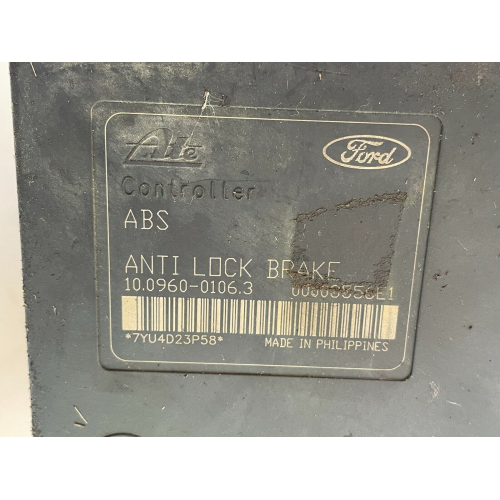 Ate
Ford
Controller
ABS
ANTI LOCK BRAKE
10.0960-0106.3
*7YU4D23P58*
MADE IN PHILIPPINES